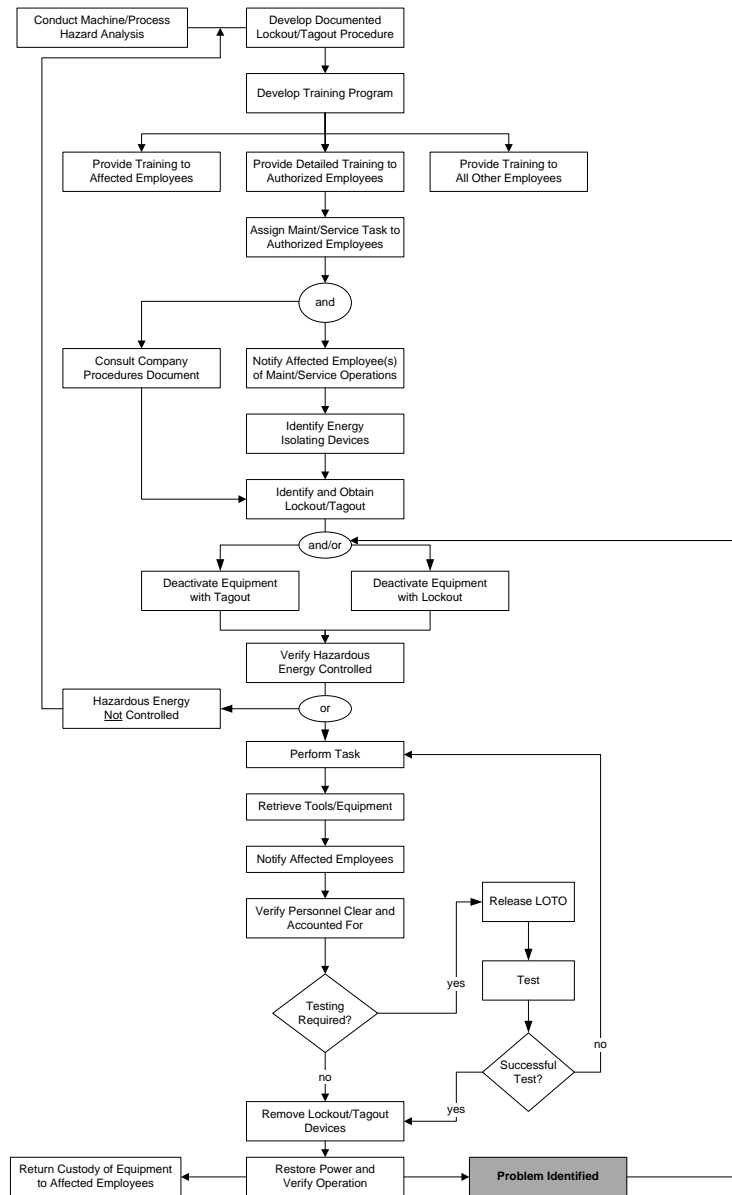 Conduct Machine/Process
Hazard Analysis
Develop Documented
Lockout/Tagout Procedure
Develop Training Program
Provide Training to
Affected Employees
Provide Detailed Training to
Authorized Employees
Provide Training to
All Other Employees
Assign Maint/Service Task to
Authorized Employees
and
Consult Company
Procedures Document
Notify Affected Employee(s)
of Maint/Service Operations
Identify Energy
Isolating Devices
Identify and Obtain
Lockout/Tagout
and/or
Deactivate Equipment
with Tagout
Deactivate Equipment
with Lockout
Verify Hazardous
Energy Controlled
Hazardous Energy
Not Controlled
or
Perform Task
Retrieve Tools/Equipment
Notify Affected Employees
Verify Personnel Clear and
Accounted For
Release LOTO
Test
Testing
Required?
yes
no
Successful
Test?
no
yes
Remove Lockout/Tagout
Devices
Return Custody of Equipment
to Affected Employees
Restore Power and
Verify Operation
Problem Identified